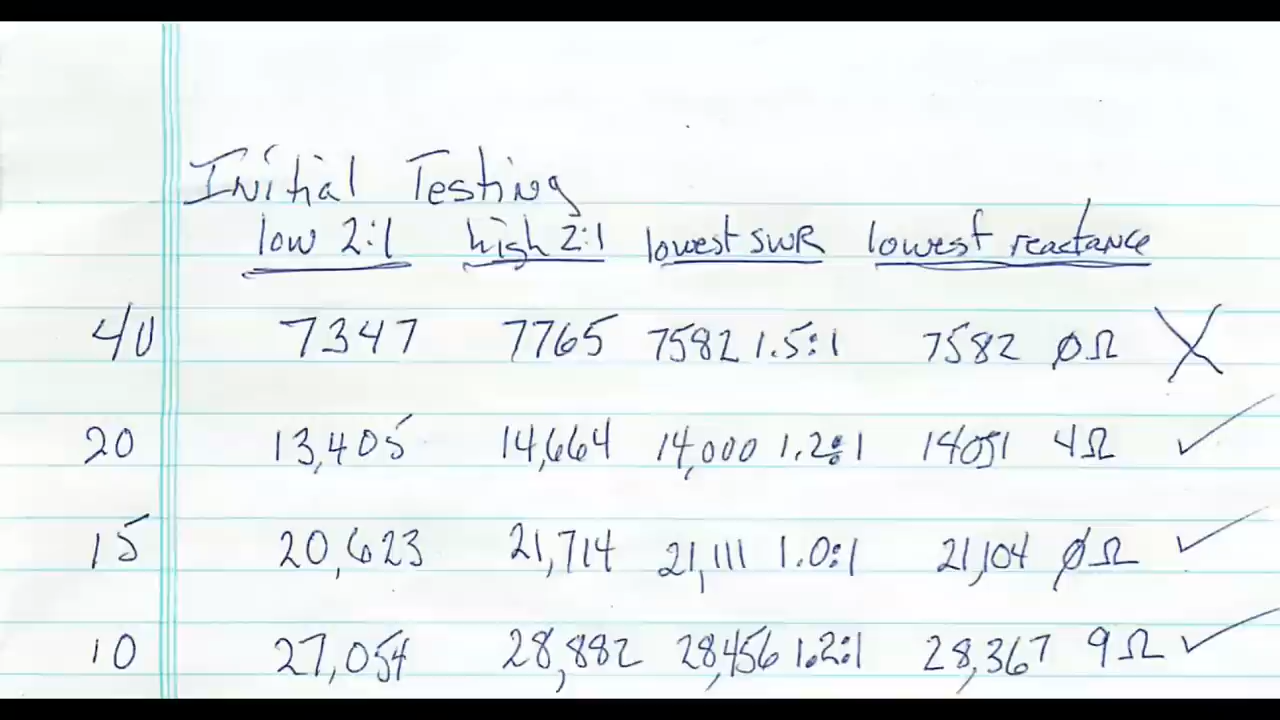 Initial Testing
low 2:1 high 2:1 lowest SWR lowest reactance
40 7347 7765 7582 1.5:1 7582 0Ω X
20 13,405 14,664 14,000 1.2:1 14051 4Ω ✓
15 20,623 21,714 21,111 1.0:1 21,104 0Ω ✓
10 27,054 28,882 28,456 1.2:1 28,367 9Ω ✓